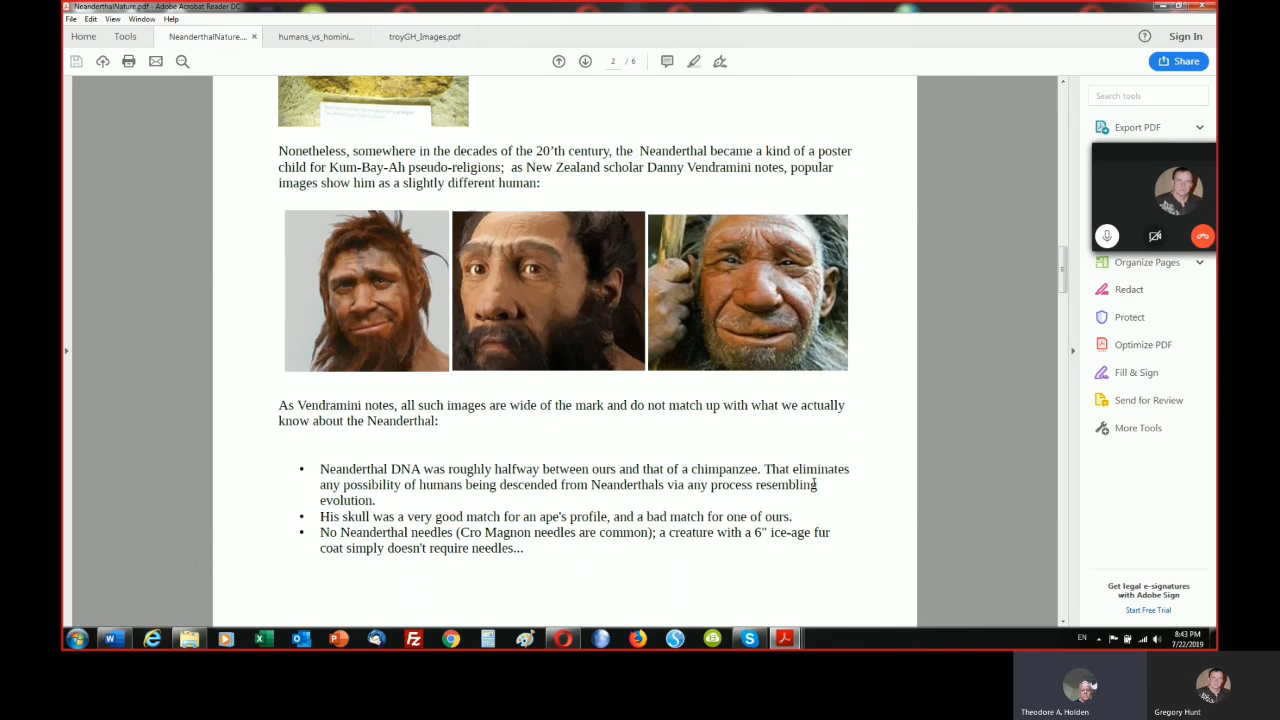 NeanderthalNature.pdf - Adobe Acrobat Reader DC
File Edit View Window Help
Home Tools NeanderthalNature.... × humans_vs_homini... troyGH_Images.pdf Sign In
2 / 6 Share
Search tools
Export PDF
Organize Pages
Redact
Protect
Optimize PDF
Fill & Sign
Send for Review
More Tools
Get legal e-signatures
with Adobe Sign
Start Free Trial
Nonetheless, somewhere in the decades of the 20’th century, the Neanderthal became a kind of a poster
child for Kum-Bay-Ah pseudo-religions; as New Zealand scholar Danny Vendramini notes, popular
images show him as a slightly different human:
As Vendramini notes, all such images are wide of the mark and do not match up with what we actually
know about the Neanderthal:
• Neanderthal DNA was roughly halfway between ours and that of a chimpanzee. That eliminates
any possibility of humans being descended from Neanderthals via any process resembling
evolution.
• His skull was a very good match for an ape's profile, and a bad match for one of ours.
• No Neanderthal needles (Cro Magnon needles are common); a creature with a 6" ice-age fur
coat simply doesn't require needles...
EN 8:43 PM
7/22/2019
Theodore A. Holden Gregory Hunt